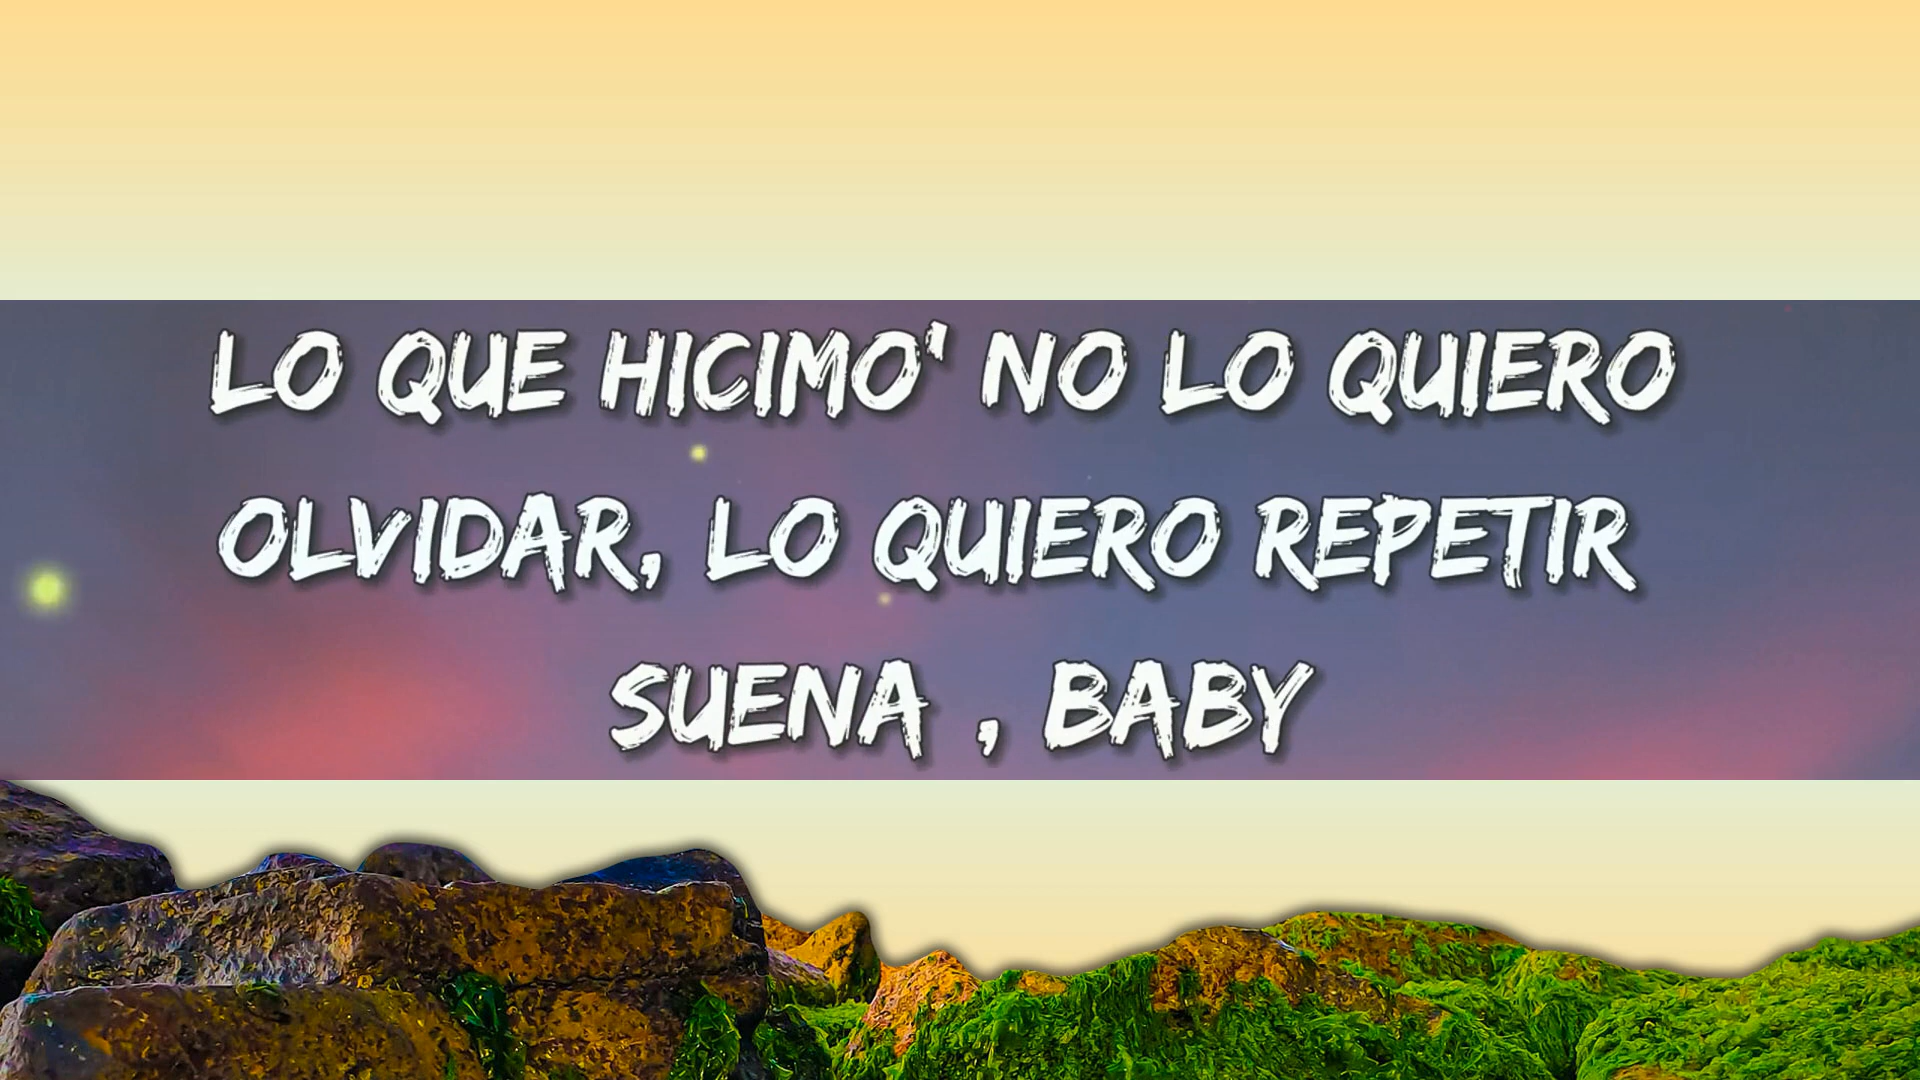 LO QUE HICIMO' NO LO QUIERO
OLVIDAR, LO QUIERO REPETIR
SUENA , BABY